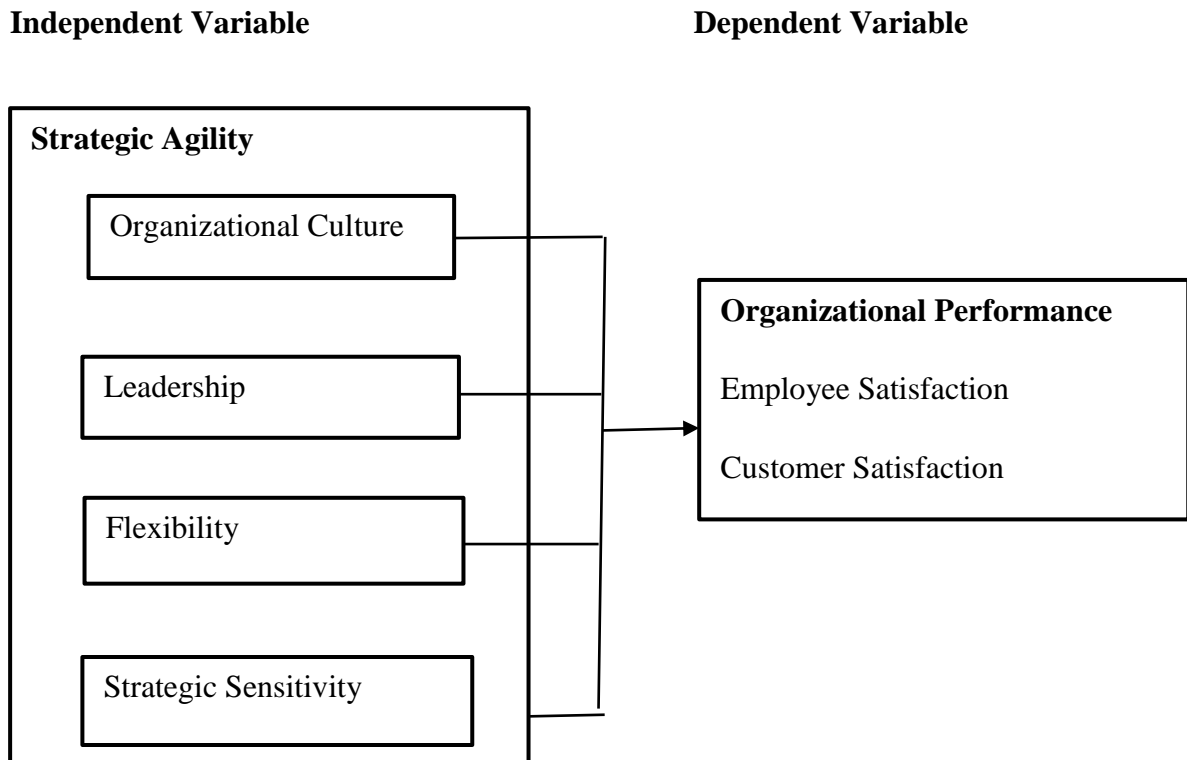 Independent Variable
Dependent Variable
Strategic Agility
Organizational Culture
Leadership
Flexibility
Strategic Sensitivity
Organizational Performance
Employee Satisfaction
Customer Satisfaction